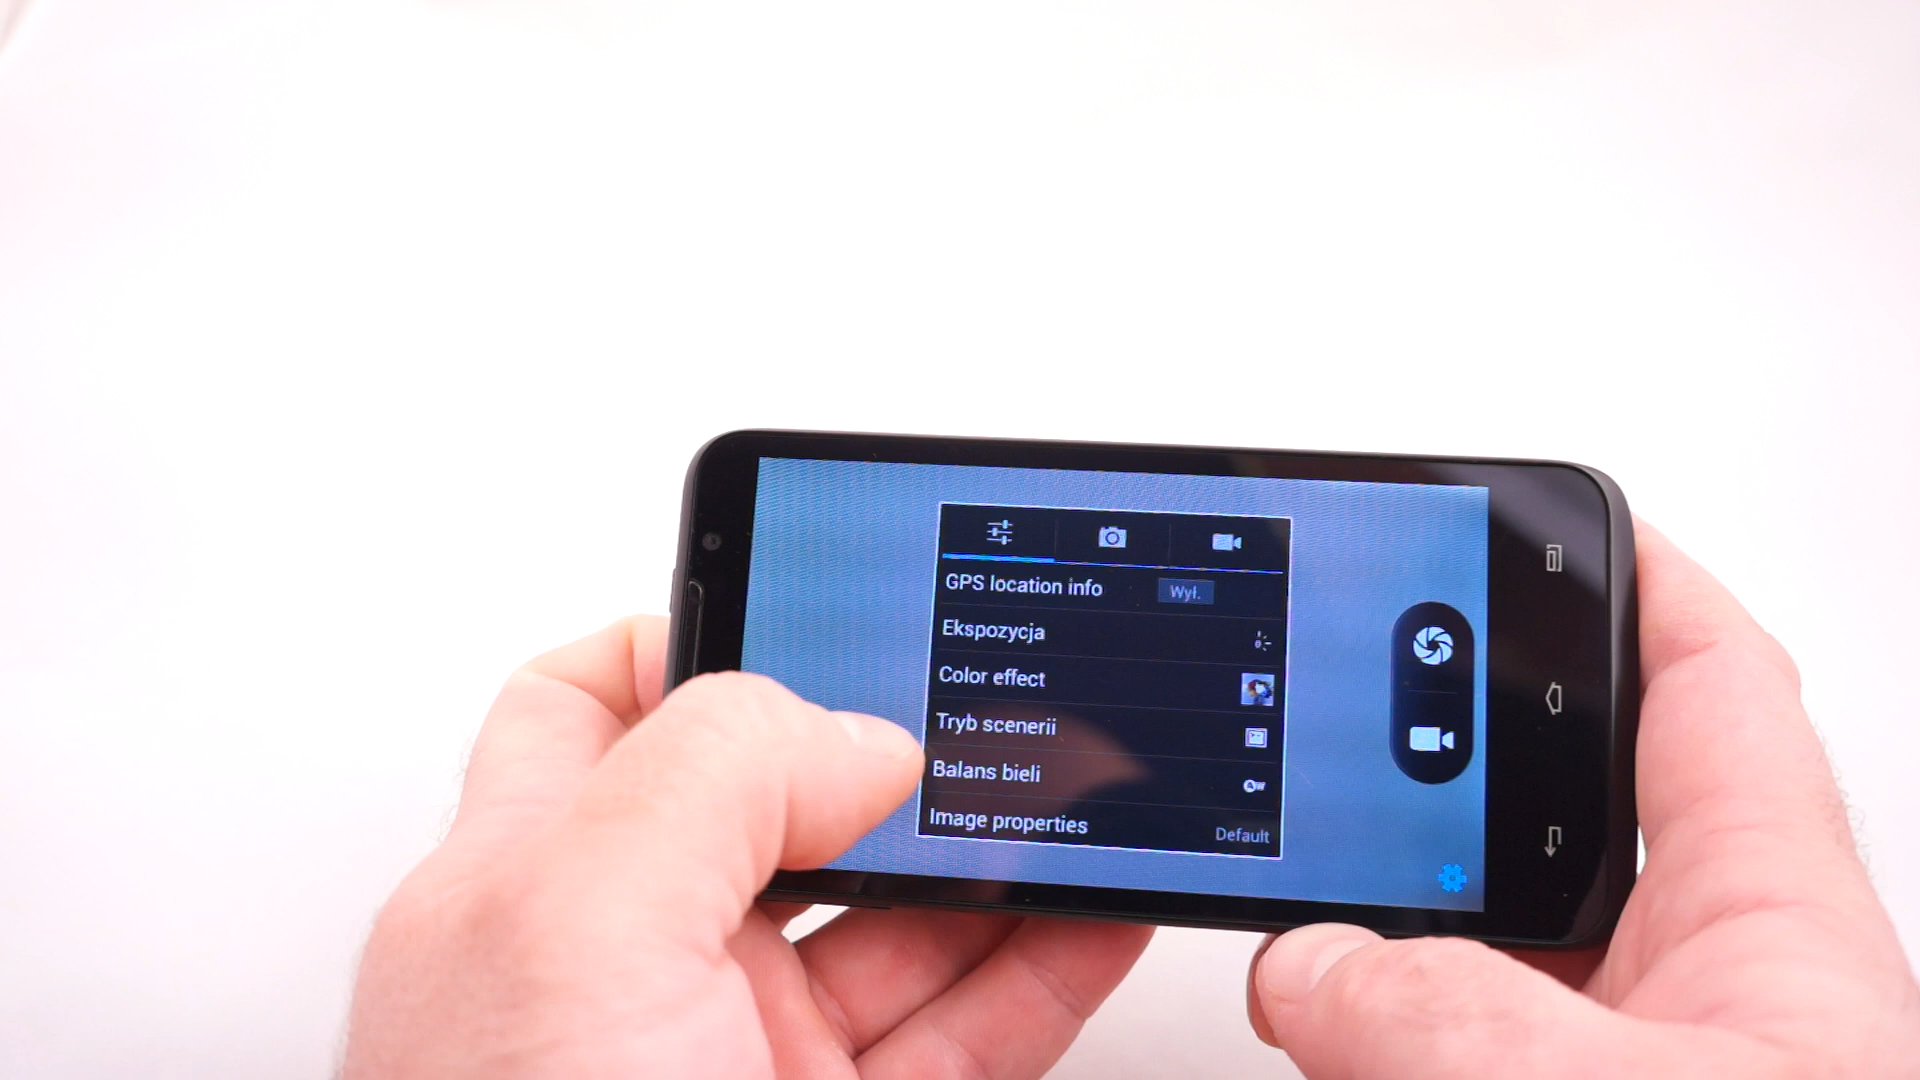 GPS location info Wył.
Ekspozycja
Color effect
Tryb scenerii
Balans bieli
Image properties Default